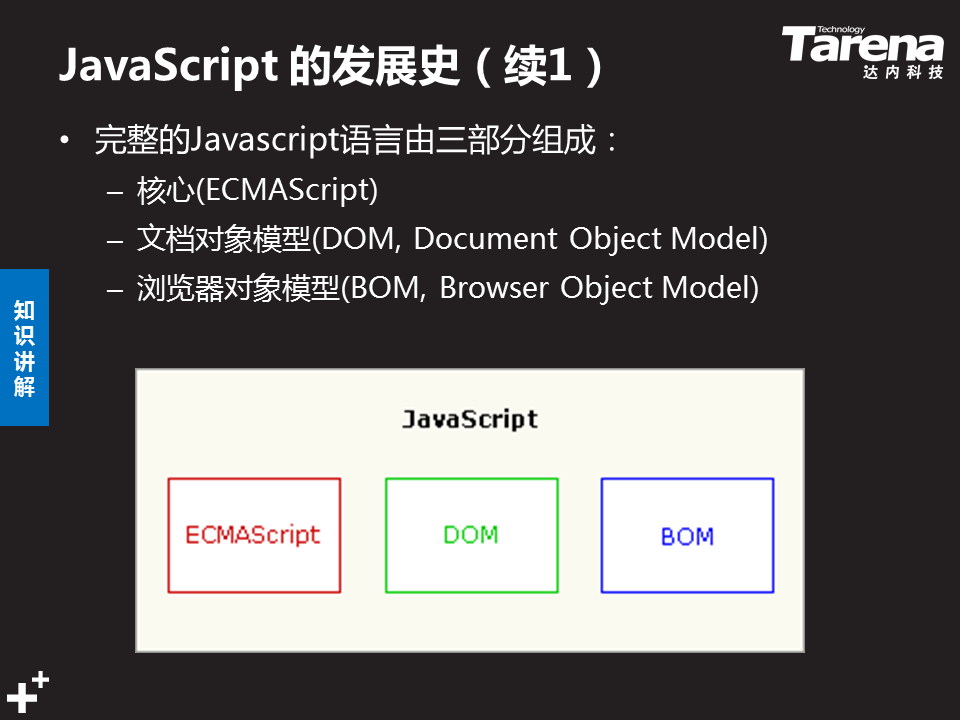 JavaScript 的发展史（续1）
Technology
Tarena
达内科技
• 完整的Javascript语言由三部分组成：
– 核心(ECMAScript)
– 文档对象模型(DOM, Document Object Model)
– 浏览器对象模型(BOM, Browser Object Model)
知识讲解
JavaScript
ECMAScript
DOM
BOM